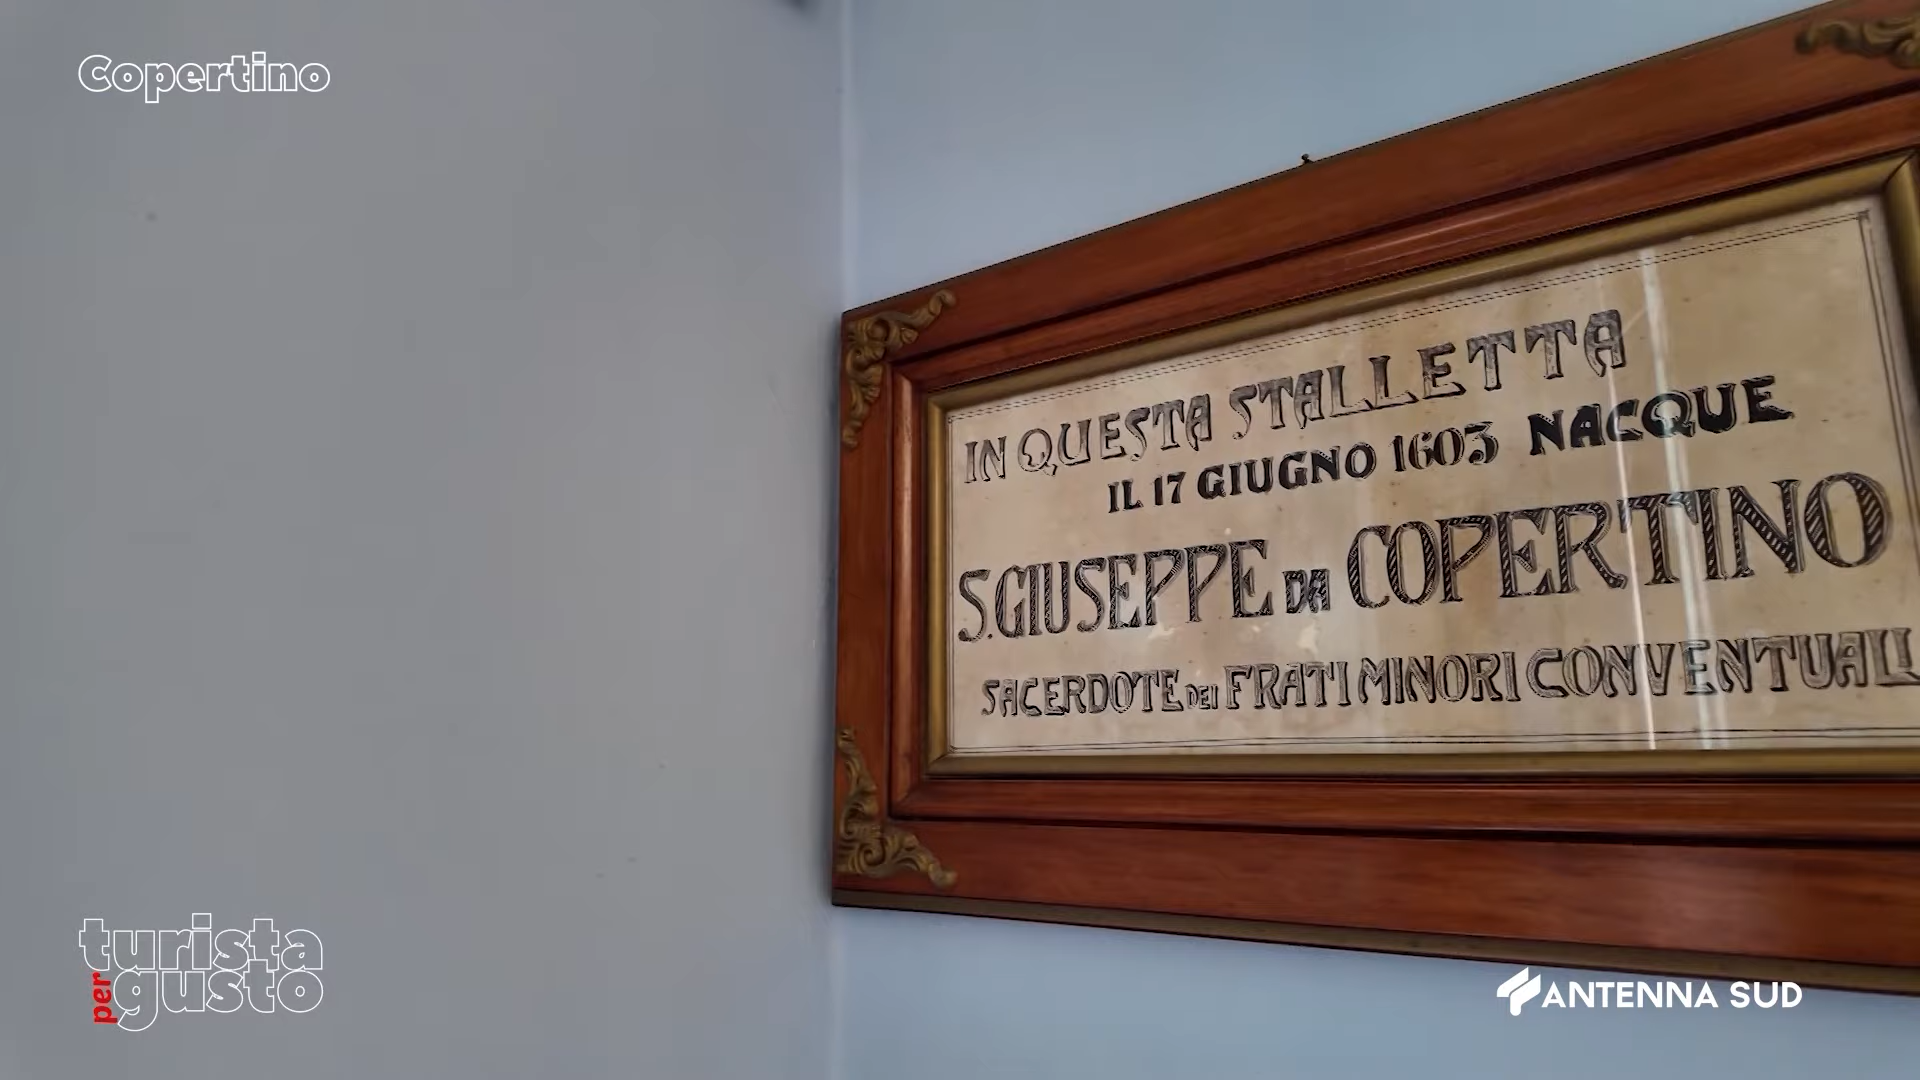 Copertino
IN QUESTA STALLETTA
IL 17 GIUGNO 1603 NACQUE
S. GIUSEPPE DA COPERTINO
SACERDOTE DEI FRATI MINORI CONVENTUALI
turista
per gusto
ANTENNA SUD